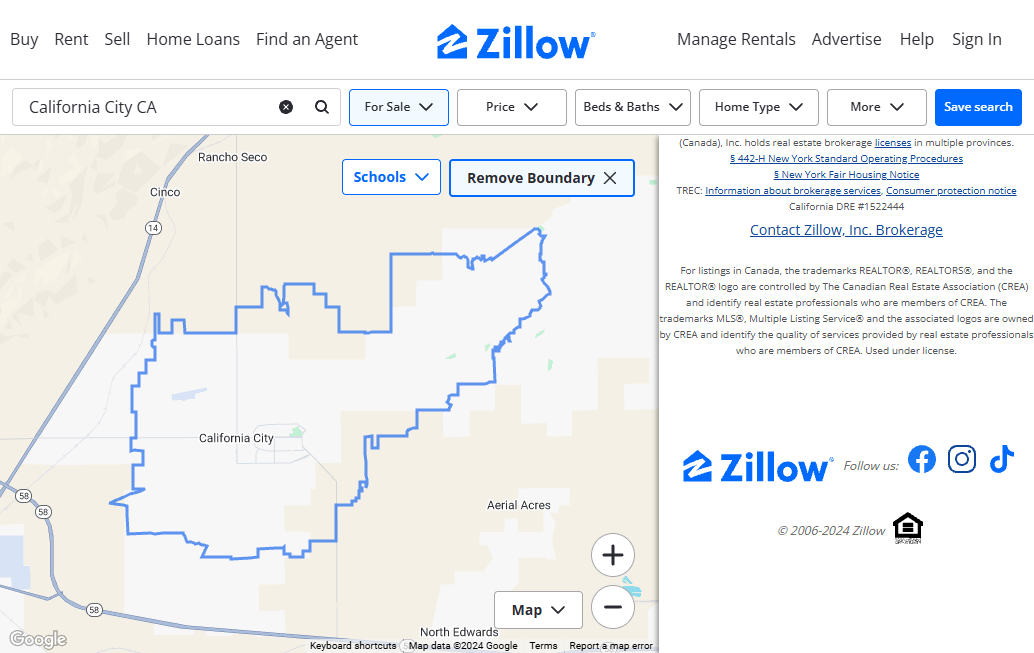 Buy Rent Sell Home Loans Find an Agent Zillow Manage Rentals Advertise Help Sign In
California City CA For Sale Price Beds & Baths Home Type More Save search
Rancho Seco
Cinco
14
Schools
Remove Boundary
California City
58
58
Aerial Acres
58
Map
North Edwards
Google
Keyboard shortcuts Map data ©2024 Google Terms Report a map error
(Canada), Inc. holds real estate brokerage licenses in multiple provinces.
§ 442-H New York Standard Operating Procedures
§ New York Fair Housing Notice
TREC: Information about brokerage services, Consumer protection notice
California DRE #1522444
Contact Zillow, Inc. Brokerage
For listings in Canada, the trademarks REALTOR®, REALTORS®, and the
REALTOR® logo are controlled by The Canadian Real Estate Association (CREA)
and identify real estate professionals who are members of CREA. The
trademarks MLS®, Multiple Listing Service® and the associated logos are owned
by CREA and identify the quality of services provided by real estate professionals
who are members of CREA. Used under license.
Zillow Follow us:
© 2006-2024 Zillow